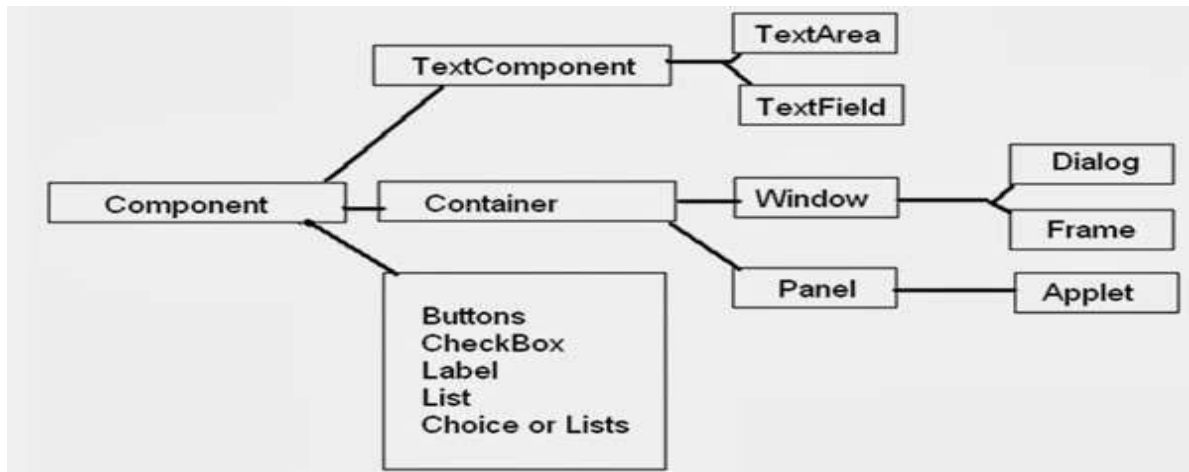 TextComponent
TextArea
TextField
Component
Container
Window
Dialog
Frame
Panel
Applet
Buttons
CheckBox
Label
List
Choice or Lists